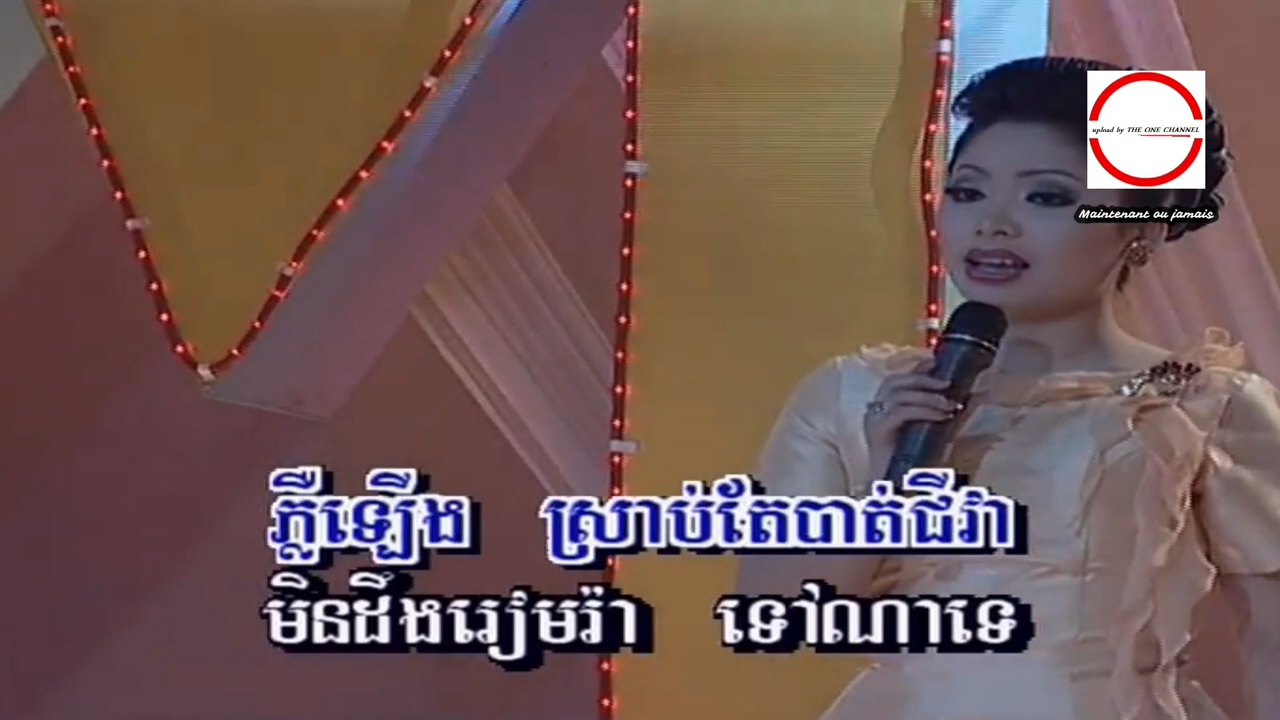 upload by THE ONE CHANNEL
Maintenant ou jamais
ភ្លឺឡើង ស្រាប់តែបាត់ជីវ៉ា
មិនដឹងរៀមរ៉ា ទៅណាទេ